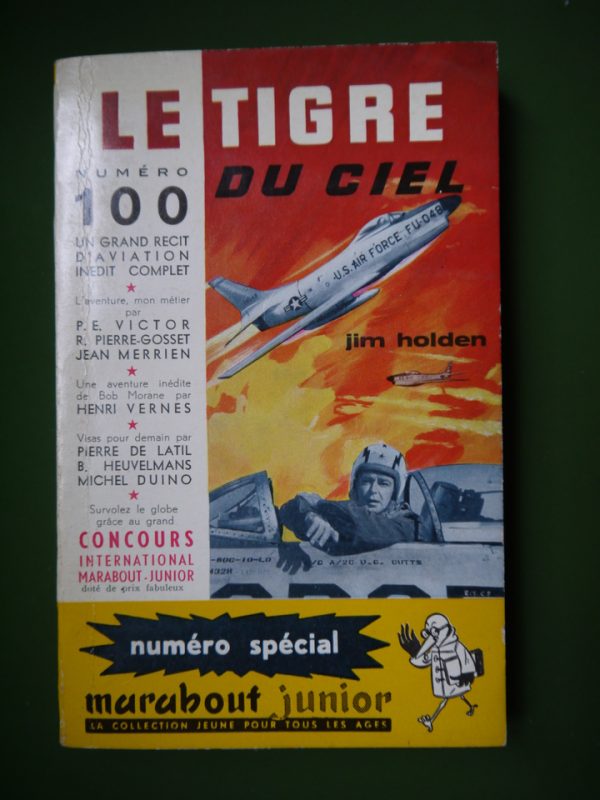 LE TIGRE
DU CIEL
NUMÉRO
100
UN GRAND RECIT
D'AVIATION
INEDIT COMPLET
L'aventure, mon métier
par
P. E. VICTOR
R. PIERRE-GOSSET
JEAN MERRIEN
Une aventure inédite
de Bob Morane par
HENRI VERNES
Visas pour demain par
PIERRE DE LATIL
B. HEUVELMANS
MICHEL DUINO
Survolez le globe
grâce au grand
CONCOURS
INTERNATIONAL
MARABOUT-JUNIOR
doté de prix fabuleux
U.S. AIR FORCE FU-048
jim holden
A/2C D.C. CUTTS
numéro spécial
marabout junior
LA COLLECTION JEUNE POUR TOUS LES AGES